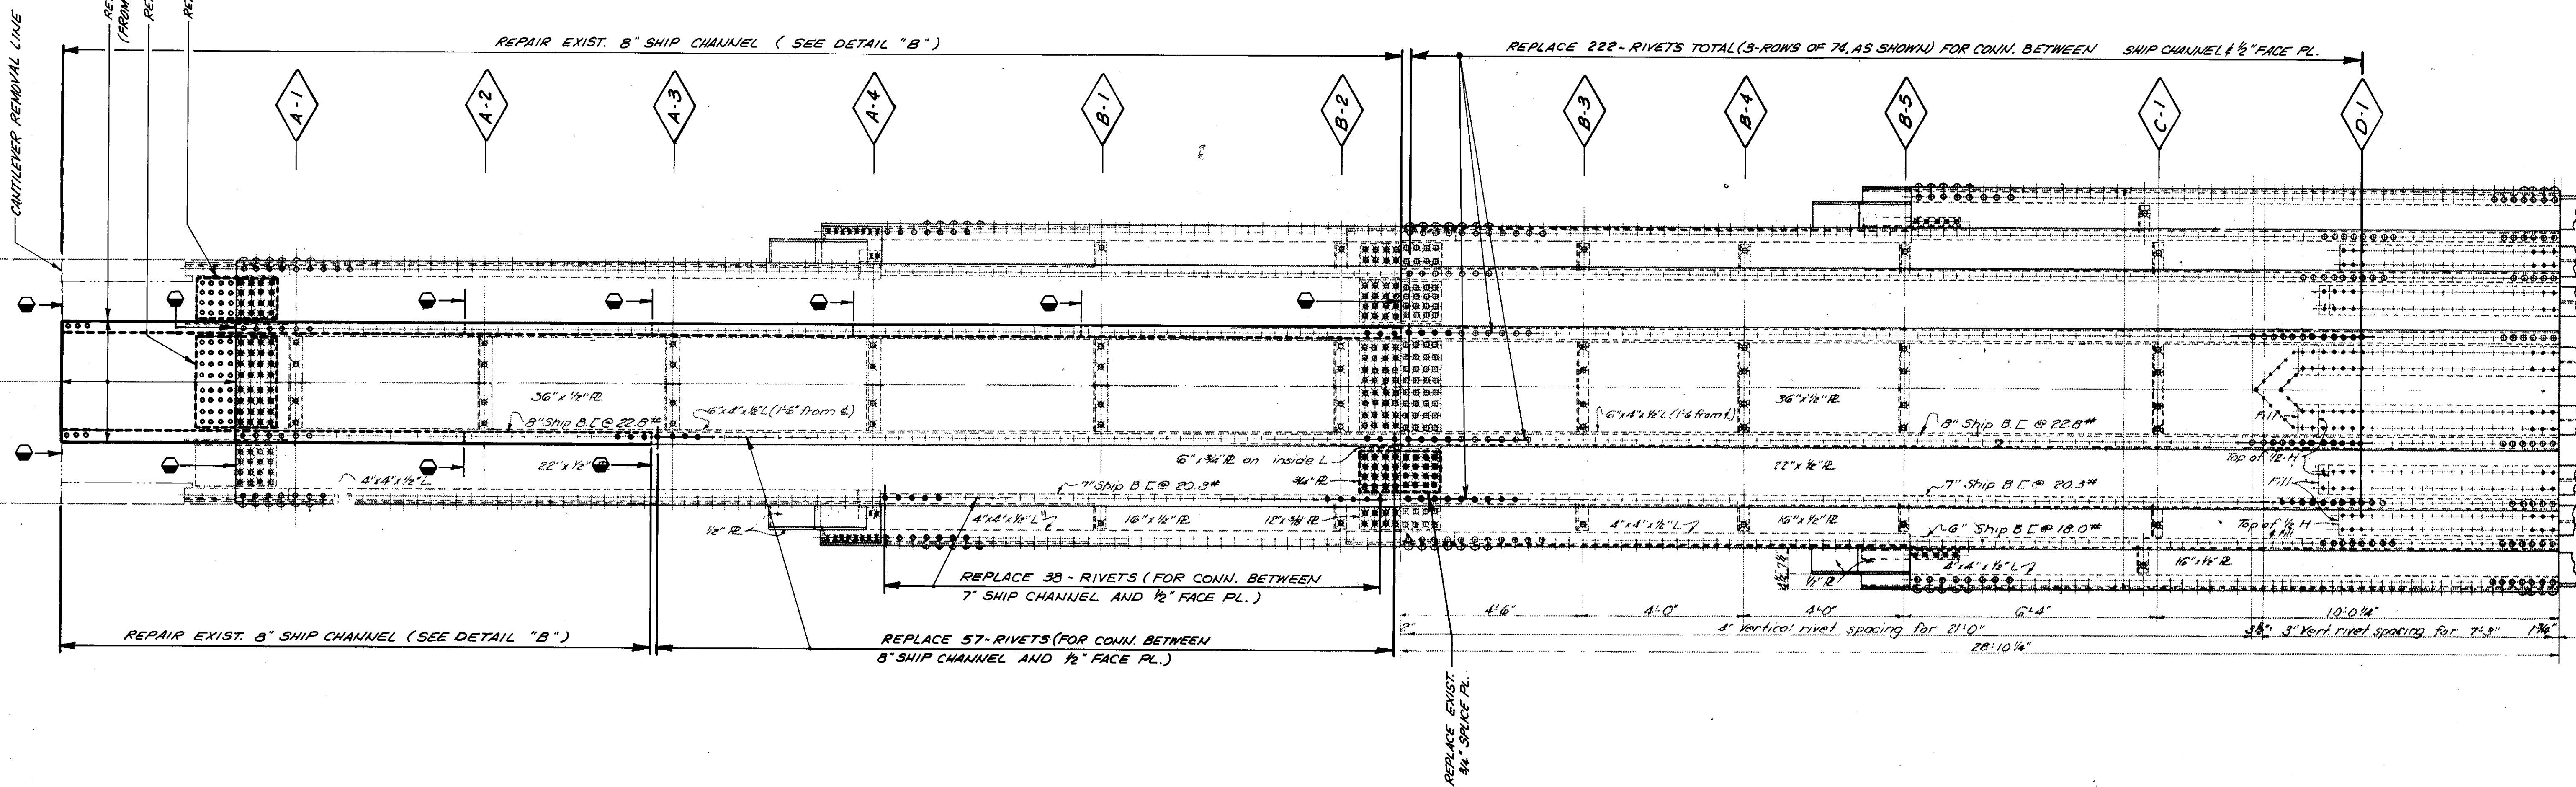 CANTILEVER REMOVAL LINE
(FROM
REPAIR EXIST. 8" SHIP CHANNEL ( SEE DETAIL "B" )
REPLACE 222~RIVETS TOTAL (3-ROWS OF 74, AS SHOWN) FOR CONN. BETWEEN SHIP CHANNEL & ½" FACE PL.
A-1
A-2
A-3
A-4
B-1
B-2
B-3
B-4
B-5
C-1
D-1
36"x½" PL
8" Ship B.[ @ 22.8#
6"x4"x½"L (1'-6" from ℄)
22"x½"
4"x4"x½" L
6"x¾" PL on inside L
¾" PL
7" Ship B [ @ 20.3#
4"x4"x½" L
16"x½" PL
12"x⅜" PL
½" PL
6"x4"x½"L (1'-6 from ℄)
36"x½" PL
8" Ship B.[ @ 22.8#
22"x½" PL
7" Ship B [ @ 20.3#
4"x4"x½" L
16"x½" PL
6" Ship B [ @ 18.0#
4"x4"x½" L
16"x½" PL
½" PL
Fill
Top of ½ H
Fill
Top of ½ H
& Fill
4½" 7½"
REPLACE 38 - RIVETS (FOR CONN. BETWEEN
7" SHIP CHANNEL AND ½" FACE PL.)
REPAIR EXIST. 8" SHIP CHANNEL (SEE DETAIL "B")
REPLACE 57-RIVETS (FOR CONN. BETWEEN
8" SHIP CHANNEL AND ½" FACE PL.)
4'-6"
4'-0"
4'-0"
6'-4"
10'-0¼"
2"
4" Vertical rivet spacing for 21'-0"
3" Vert rivet spacing for 7'-3"
1¾"
28'-10¼"
REPLACE EXIST.
¾" SPLICE PL.